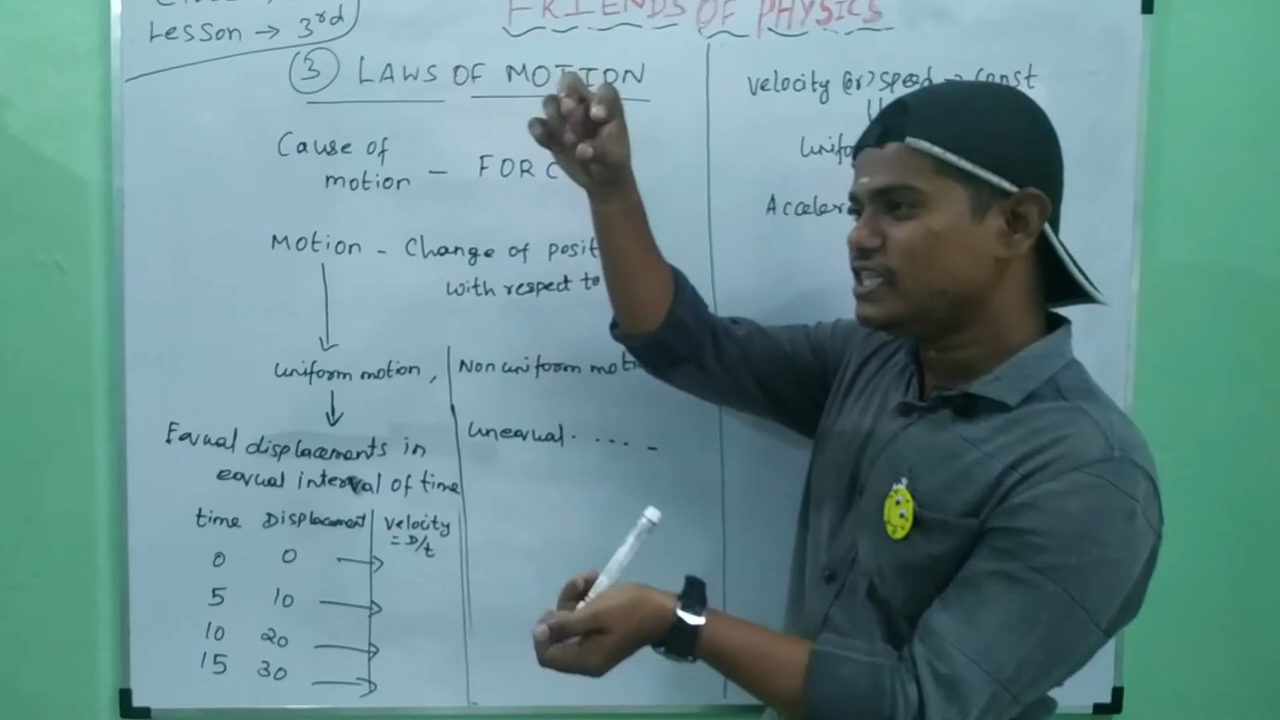 Lesson → 3rd
FRIENDS OF PHYSICS
③ LAWS OF MOTION
Cause of
motion — FORC
Motion - Change of posit
with respect to
uniform motion, Non uniform mot
Equal displacements in
equal interval of time
unequal. .... -
time Displacement velocity
= D/t
0 0
5 10
10 20
15 30
velocity (or) speed → const
Unifo
Acceler